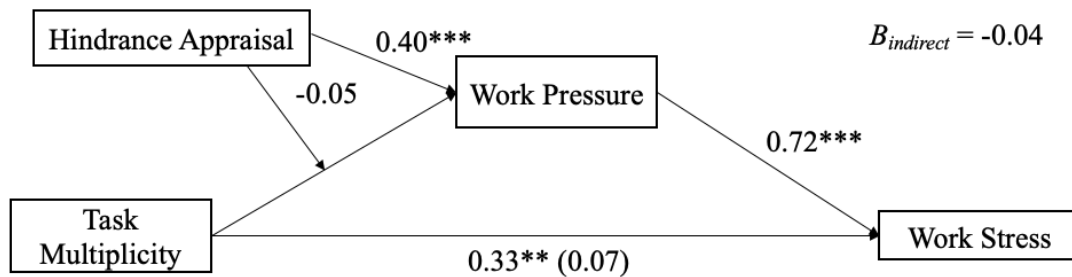 Hindrance Appraisal
0.40***
B_indirect = -0.04
-0.05
Work Pressure
0.72***
Task
Multiplicity
Work Stress
0.33** (0.07)